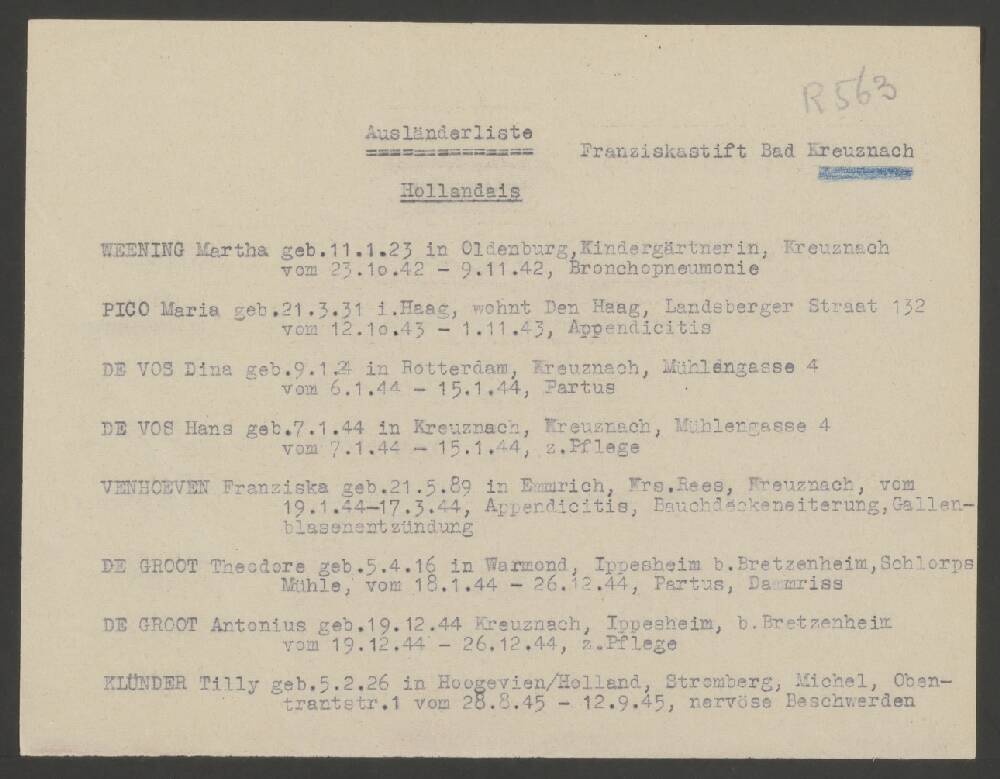 R 563
Ausländerliste
Franziskastift Bad Kreuznach
Hollandais
WEENING Martha geb.11.1.23 in Oldenburg,Kindergärtnerin, Kreuznach
vom 23.1o.42 - 9.11.42, Bronchopneumonie
PICO Maria geb.21.3.31 i.Haag, wohnt Den Haag, Landsberger Straat 132
vom 12.1o.43 - 1.11.43, Appendicitis
DE VOS Dina geb.9.1.24 in Rotterdam, Kreuznach, Mühlengasse 4
vom 6.1.44 - 15.1.44, Partus
DE VOS Hans geb.7.1.44 in Kreuznach, Kreuznach, Mühlengasse 4
vom 7.1.44 - 15.1.44, z.Pflege
VENHOEVEN Franziska geb.21.5.89 in Emmrich, Krs.Rees, Kreuznach, vom
19.1.44-17.3.44, Appendicitis, Bauchdeckeneiterung,Gallen-
blasenentzündung
DE GROOT Theodore geb.5.4.16 in Warmond, Ippesheim b.Bretzenheim,Schlorps
Mühle, vom 18.1.44 - 26.12.44, Partus, Dammriss
DE GROOT Antonius geb.19.12.44 Kreuznach, Ippesheim, b.Bretzenheim
vom 19.12.44 - 26.12.44, z.Pflege
KLÜNDER Tilly geb.5.2.26 in Hoogevien/Holland, Stromberg, Michel, Oben-
trautstr.1 vom 28.8.45 - 12.9.45, nervöse Beschwerden